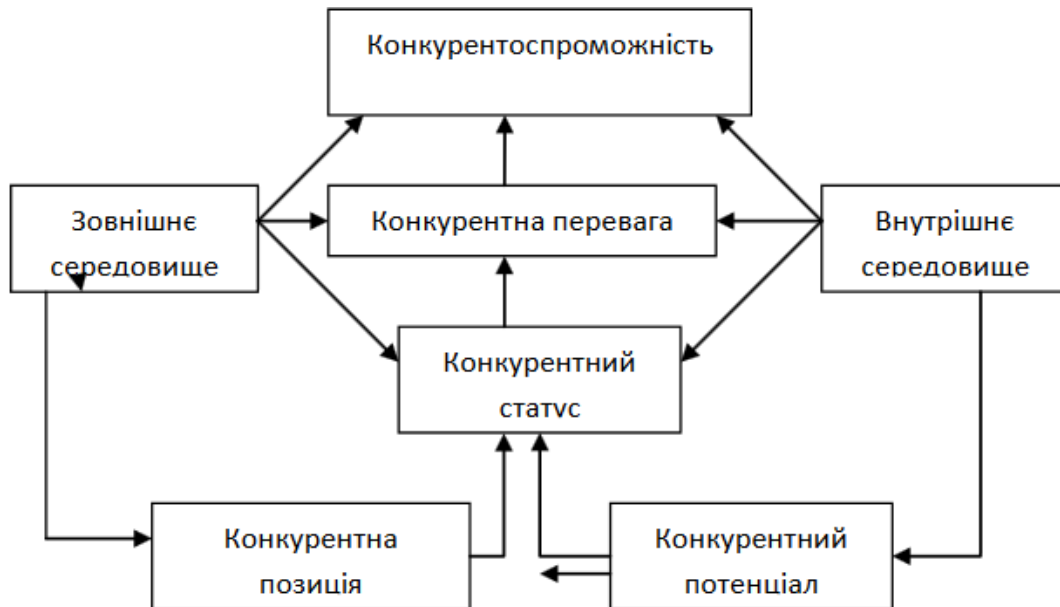 Конкурентоспроможність
Зовнішнє
середовище
Конкурентна перевага
Внутрішнє
середовище
Конкурентний
статус
Конкурентна
позиція
Конкурентний
потенціал